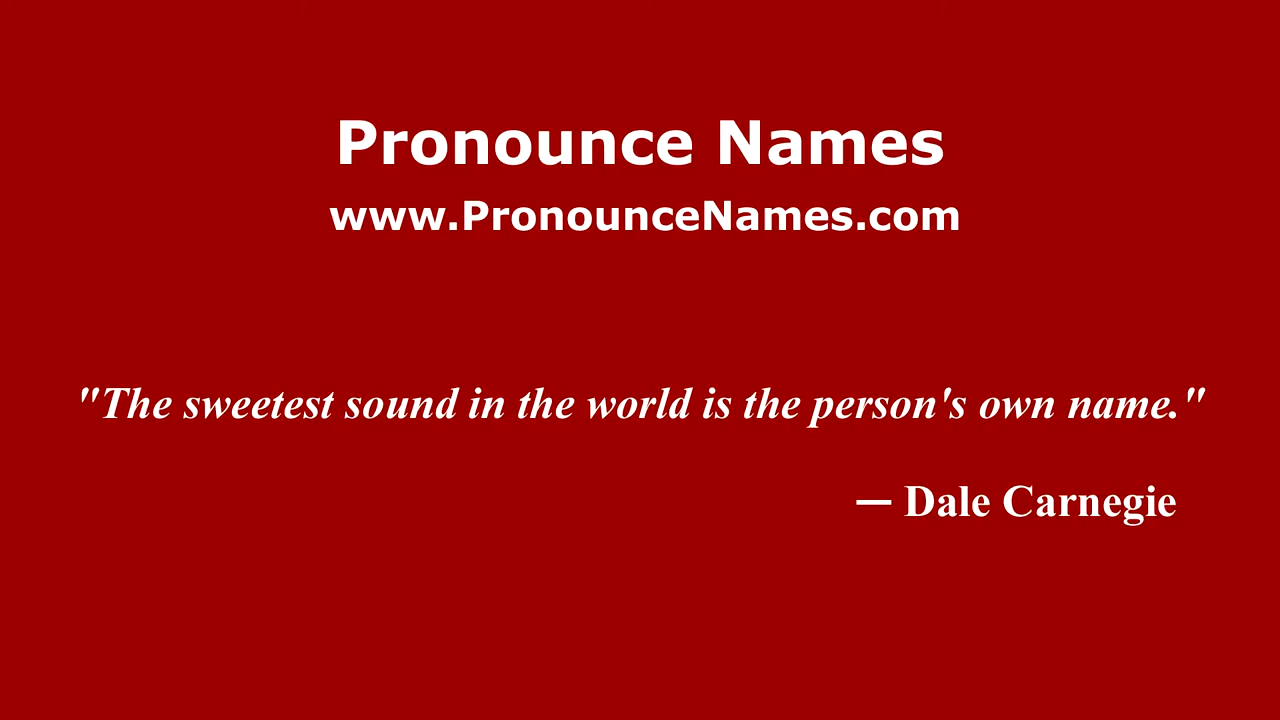 Pronounce Names
www.PronounceNames.com
"The sweetest sound in the world is the person's own name."
— Dale Carnegie